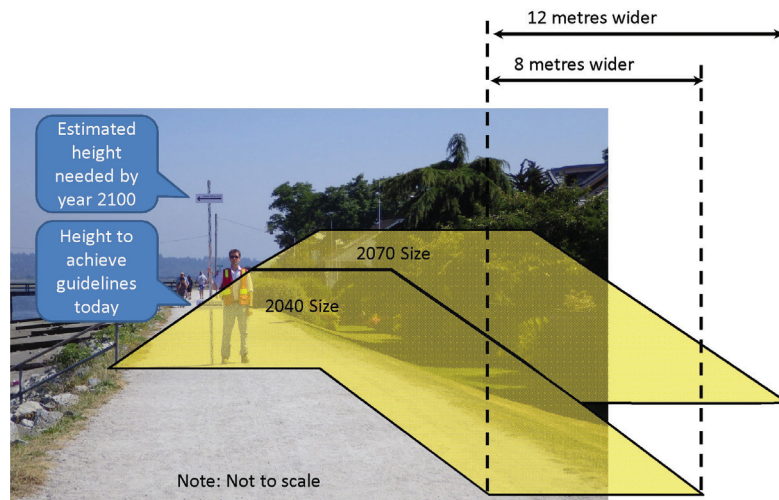 12 metres wider
8 metres wider
Estimated
height
needed by
year 2100
Height to
achieve
guidelines
today
2070 Size
2040 Size
Note: Not to scale